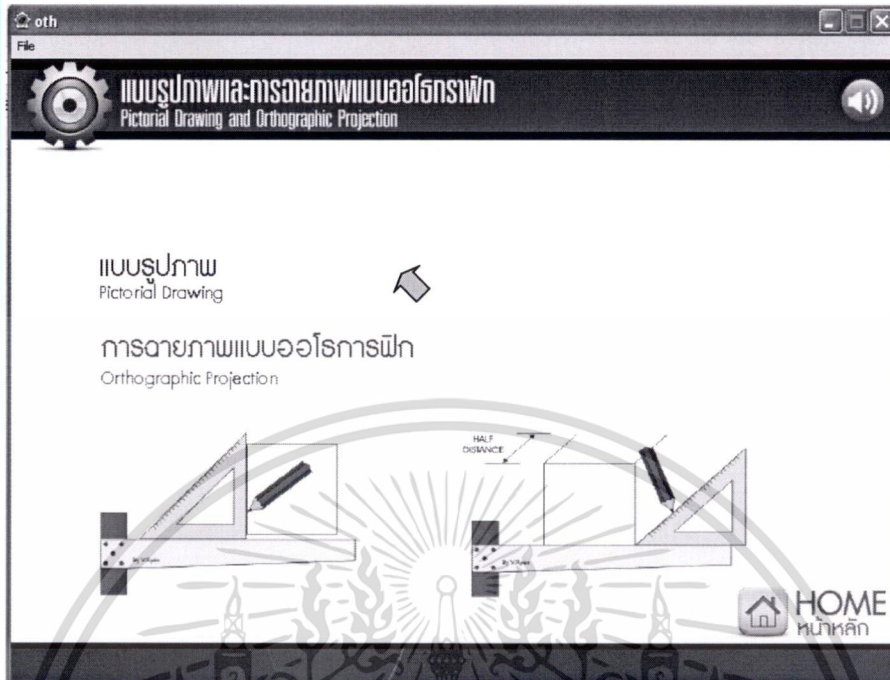 oth
File
แบบรูปภาพและการฉายภาพแบบออโธกราฟิก
Pictorial Drawing and Orthographic Projection
แบบรูปภาพ
Pictorial Drawing
การฉายภาพแบบออโธการฟิก
Orthographic Projection
HALF
DISTANCE
By V.Ryan
By V.Ryan
HOME
หน้าหลัก